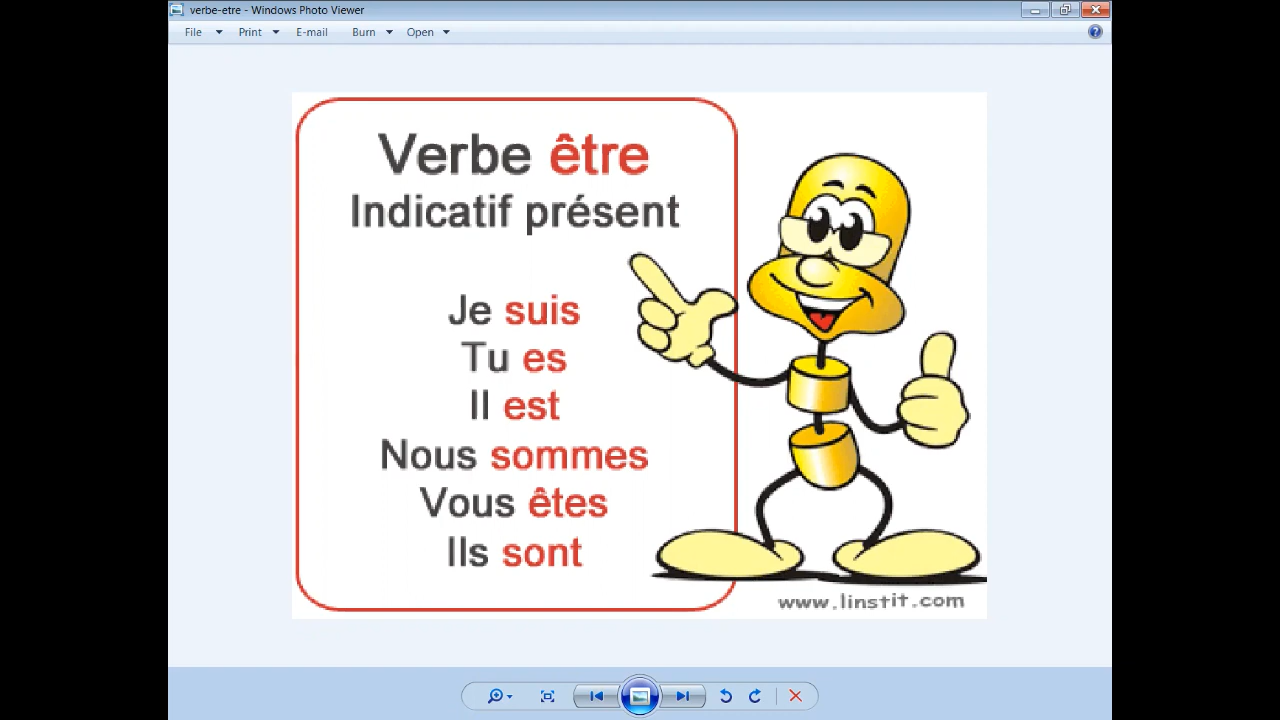 verbe-etre - Windows Photo Viewer
File Print E-mail Burn Open
Verbe être
Indicatif présent
Je suis
Tu es
Il est
Nous sommes
Vous êtes
Ils sont
www.linstit.com